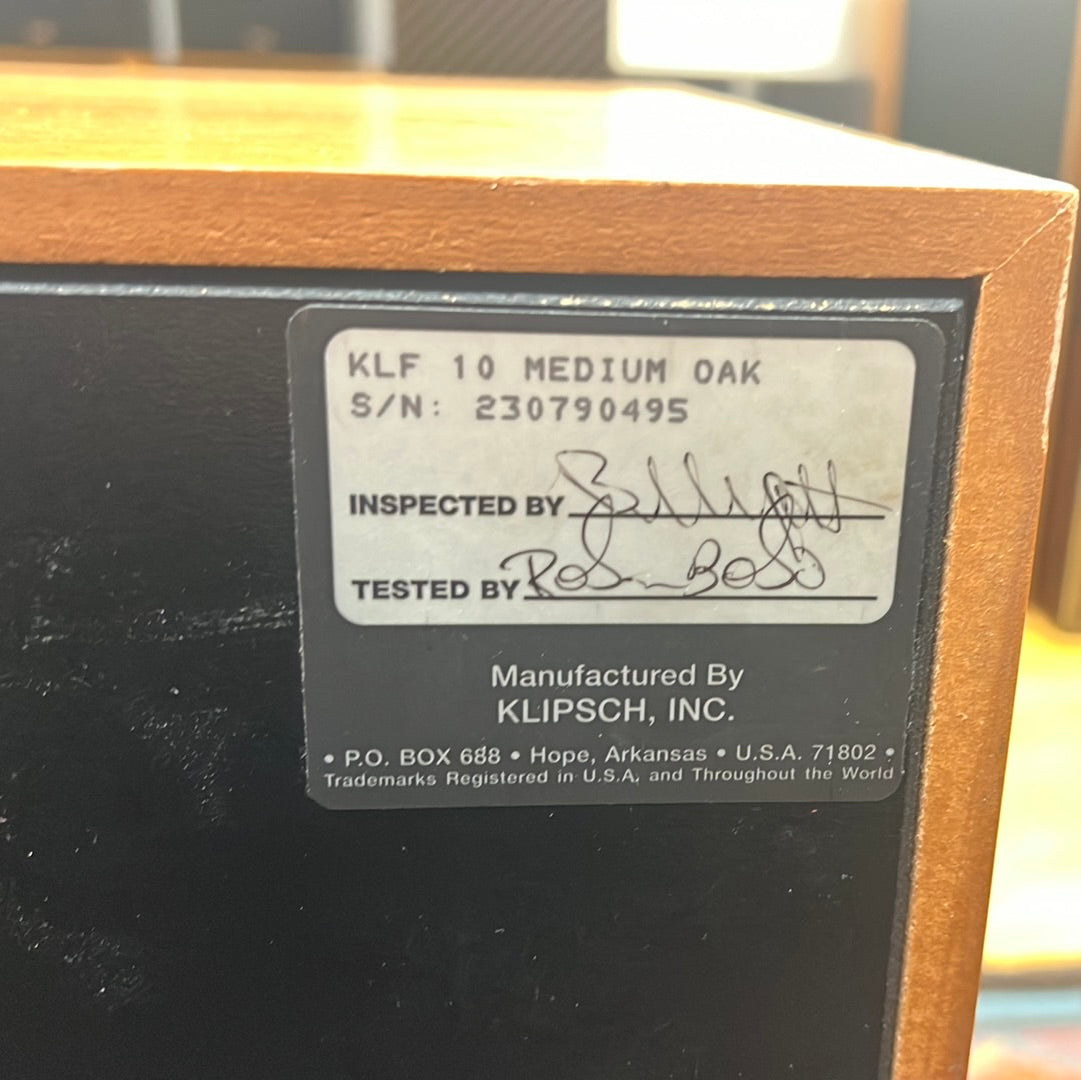 KLF 10 MEDIUM OAK
S/N: 230790495
INSPECTED BY
TESTED BY
Manufactured By
KLIPSCH, INC.
• P.O. BOX 688 • Hope, Arkansas • U.S.A. 71802 •
Trademarks Registered in U.S.A. and Throughout the World